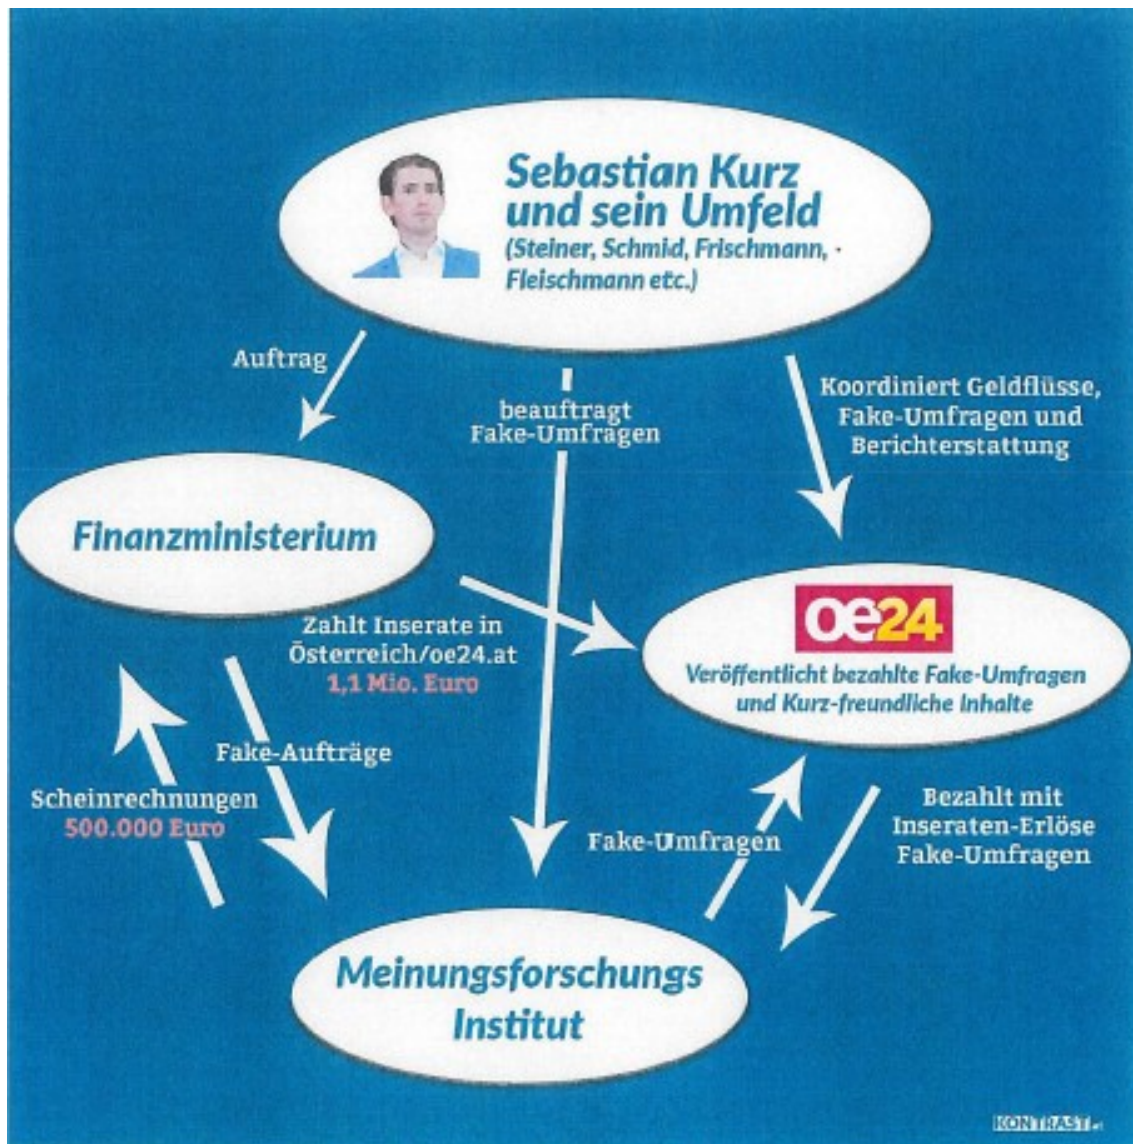 Sebastian Kurz
und sein Umfeld
(Steiner, Schmid, Frischmann,
Fleischmann etc.)
Auftrag
beauftragt
Fake-Umfragen
Koordiniert Geldflüsse,
Fake-Umfragen und
Berichterstattung
Finanzministerium
Zahlt Inserate in
Österreich/oe24.at
1,1 Mio. Euro
oe24
Veröffentlicht bezahlte Fake-Umfragen
und Kurz-freundliche Inhalte
Fake-Aufträge
Scheinrechnungen
500.000 Euro
Fake-Umfragen
Bezahlt mit
Inseraten-Erlöse
Fake-Umfragen
Meinungsforschungs
Institut
KONTRAST.at